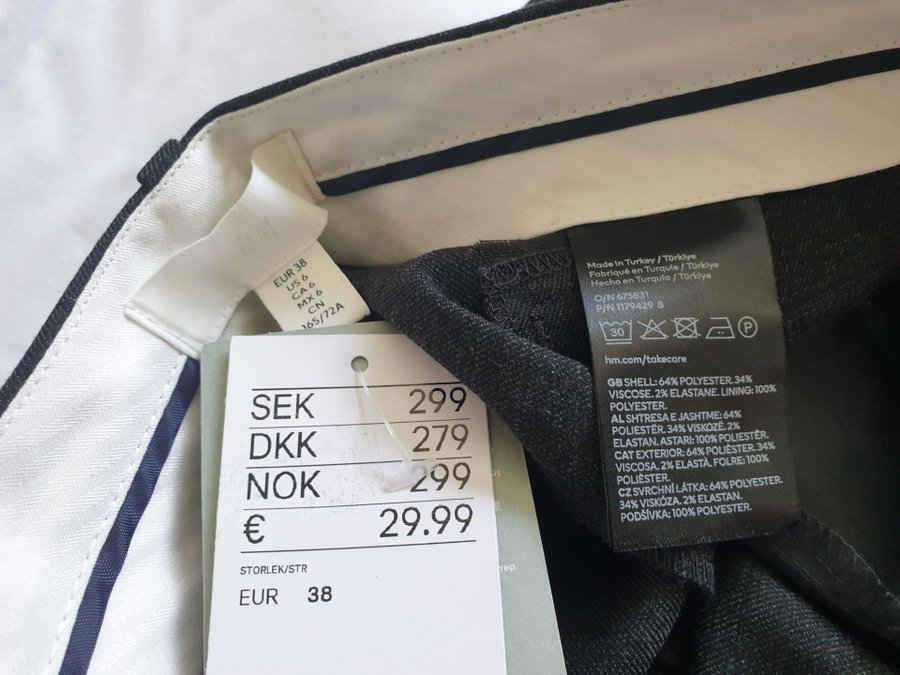 H&M
EUR 38
US 6
CA 6
MX 6
CN
165/72A
SEK 299
DKK 279
NOK 299
€ 29.99
STORLEK/STR
EUR 38
Made in Turkey / Türkiye
Fabriqué en Turquie / Türkiye
Hecho en Turquía / Türkiye
O/N 675831
P/N 1179429 B
30 P
hm.com/takecare
GB SHELL: 64% POLYESTER. 34%
VISCOSE. 2% ELASTANE. LINING: 100%
POLYESTER.
AL SHTRESA E JASHTME: 64%
POLIESTËR. 34% VISKOZË. 2%
ELASTAN. ASTARI: 100% POLIESTËR.
CAT EXTERIOR: 64% POLIÈSTER. 34%
VISCOSA. 2% ELASTÀ. FOLRE: 100%
POLIÈSTER.
CZ SVRCHNÍ LÁTKA: 64% POLYESTER.
34% VISKÓZA. 2% ELASTAN.
PODŠÍVKA: 100% POLYESTER.